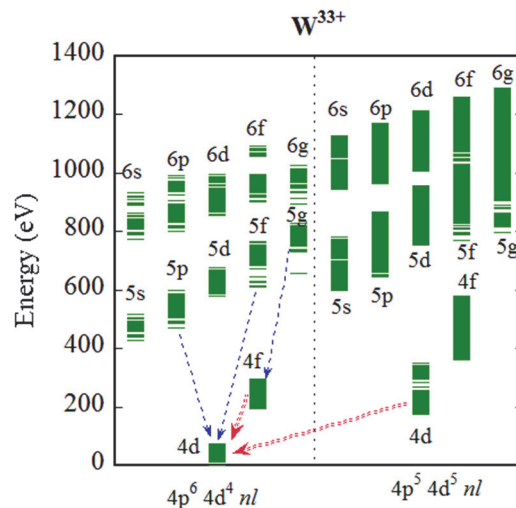 W³³⁺
Energy (eV)
1400
1200
1000
800
600
400
200
0
6s
6p
6d
6f
6g
5s
5p
5d
5f
5g
4f
4d
6s
6p
6d
6f
6g
5s
5p
5d
5f
5g
4f
4d
4p⁶ 4d⁴ nl
4p⁵ 4d⁵ nl